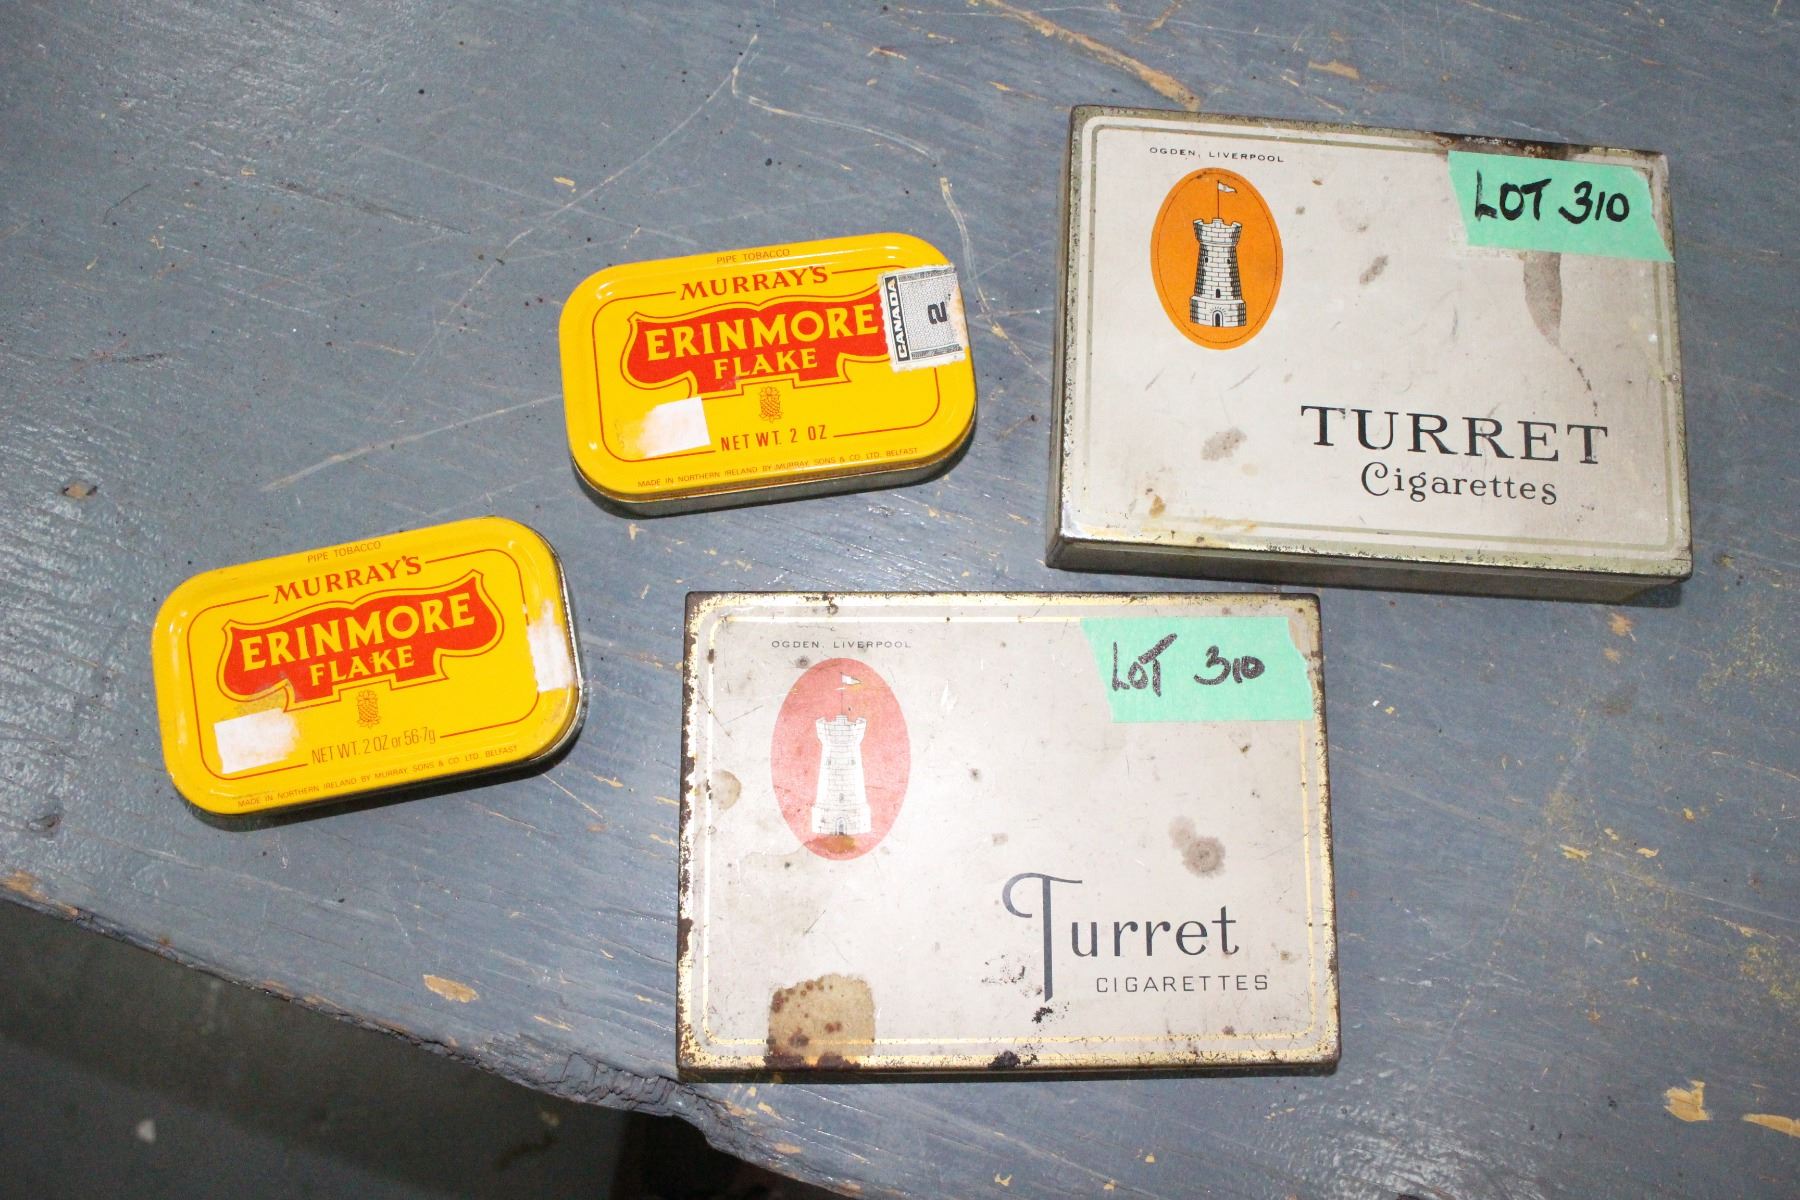 PIPE TOBACCO
MURRAY'S
ERINMORE
FLAKE
NET WT. 2 OZ
MADE IN NORTHERN IRELAND BY MURRAY, SONS & CO. LTD. BELFAST
CANADA
2
OGDEN, LIVERPOOL
LOT 310
TURRET
Cigarettes
PIPE TOBACCO
MURRAY'S
ERINMORE
FLAKE
NET WT. 2 OZ or 56·7g
MADE IN NORTHERN IRELAND BY MURRAY, SONS & CO. LTD. BELFAST
OGDEN, LIVERPOOL
LOT 310
Turret
CIGARETTES